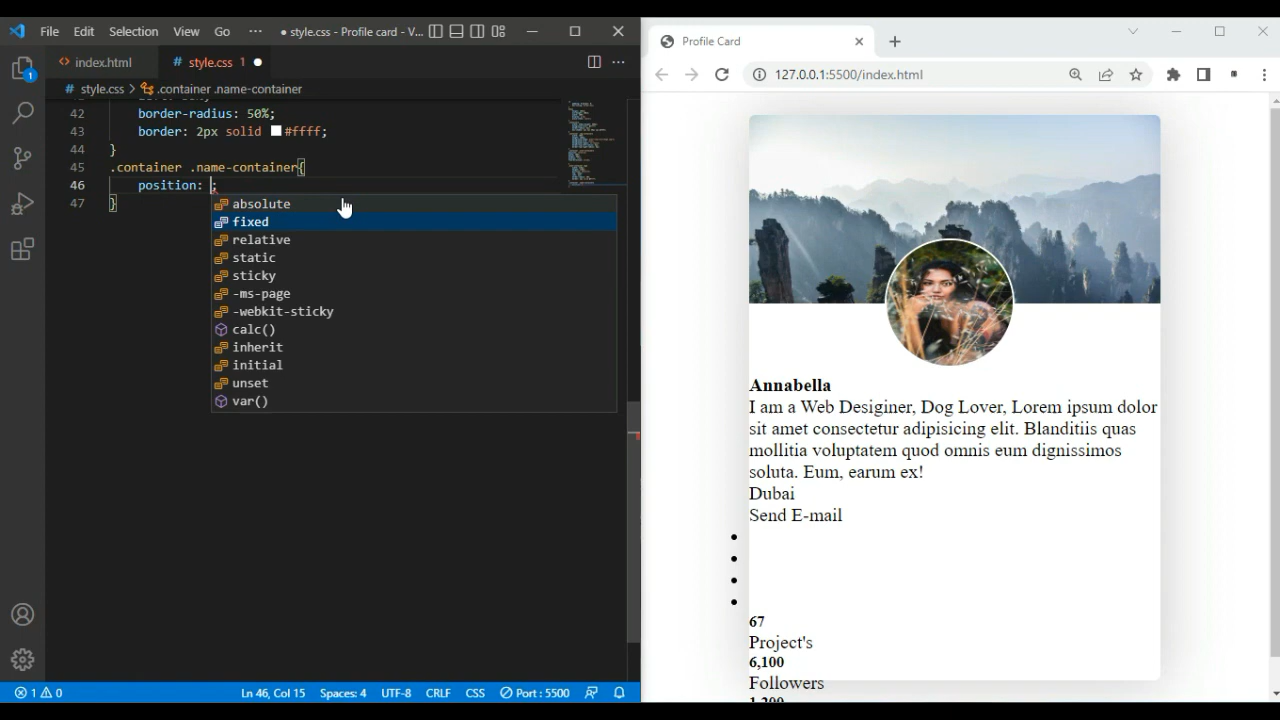 File Edit Selection View Go ··· ● style.css - Profile card - V...
<> index.html # style.css 1 ●
# style.css > .container .name-container
42 border-radius: 50%;
43 border: 2px solid #ffff;
44 }
45 .container .name-container{
46 position: ;
47 }
absolute
fixed
relative
static
sticky
-ms-page
-webkit-sticky
calc()
inherit
initial
unset
var()
1
1 0 Ln 46, Col 15 Spaces: 4 UTF-8 CRLF CSS Port : 5500
Profile Card
127.0.0.1:5500/index.html
Annabella
I am a Web Desiginer, Dog Lover, Lorem ipsum dolor
sit amet consectetur adipisicing elit. Blanditiis quas
mollitia voluptatem quod omnis eum dignissimos
soluta. Eum, earum ex!
Dubai
Send E-mail
67
Project's
6,100
Followers
1,200